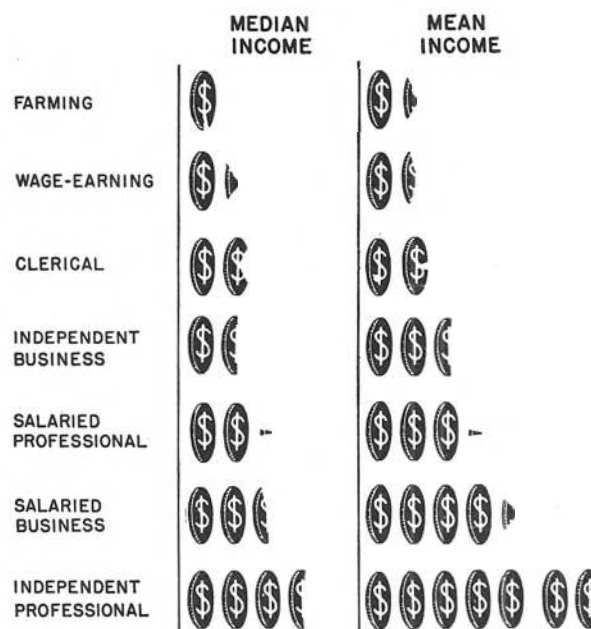 MEDIAN INCOME
MEAN INCOME
FARMING
WAGE-EARNING
CLERICAL
INDEPENDENT
BUSINESS
SALARIED
PROFESSIONAL
SALARIED
BUSINESS
INDEPENDENT
PROFESSIONAL